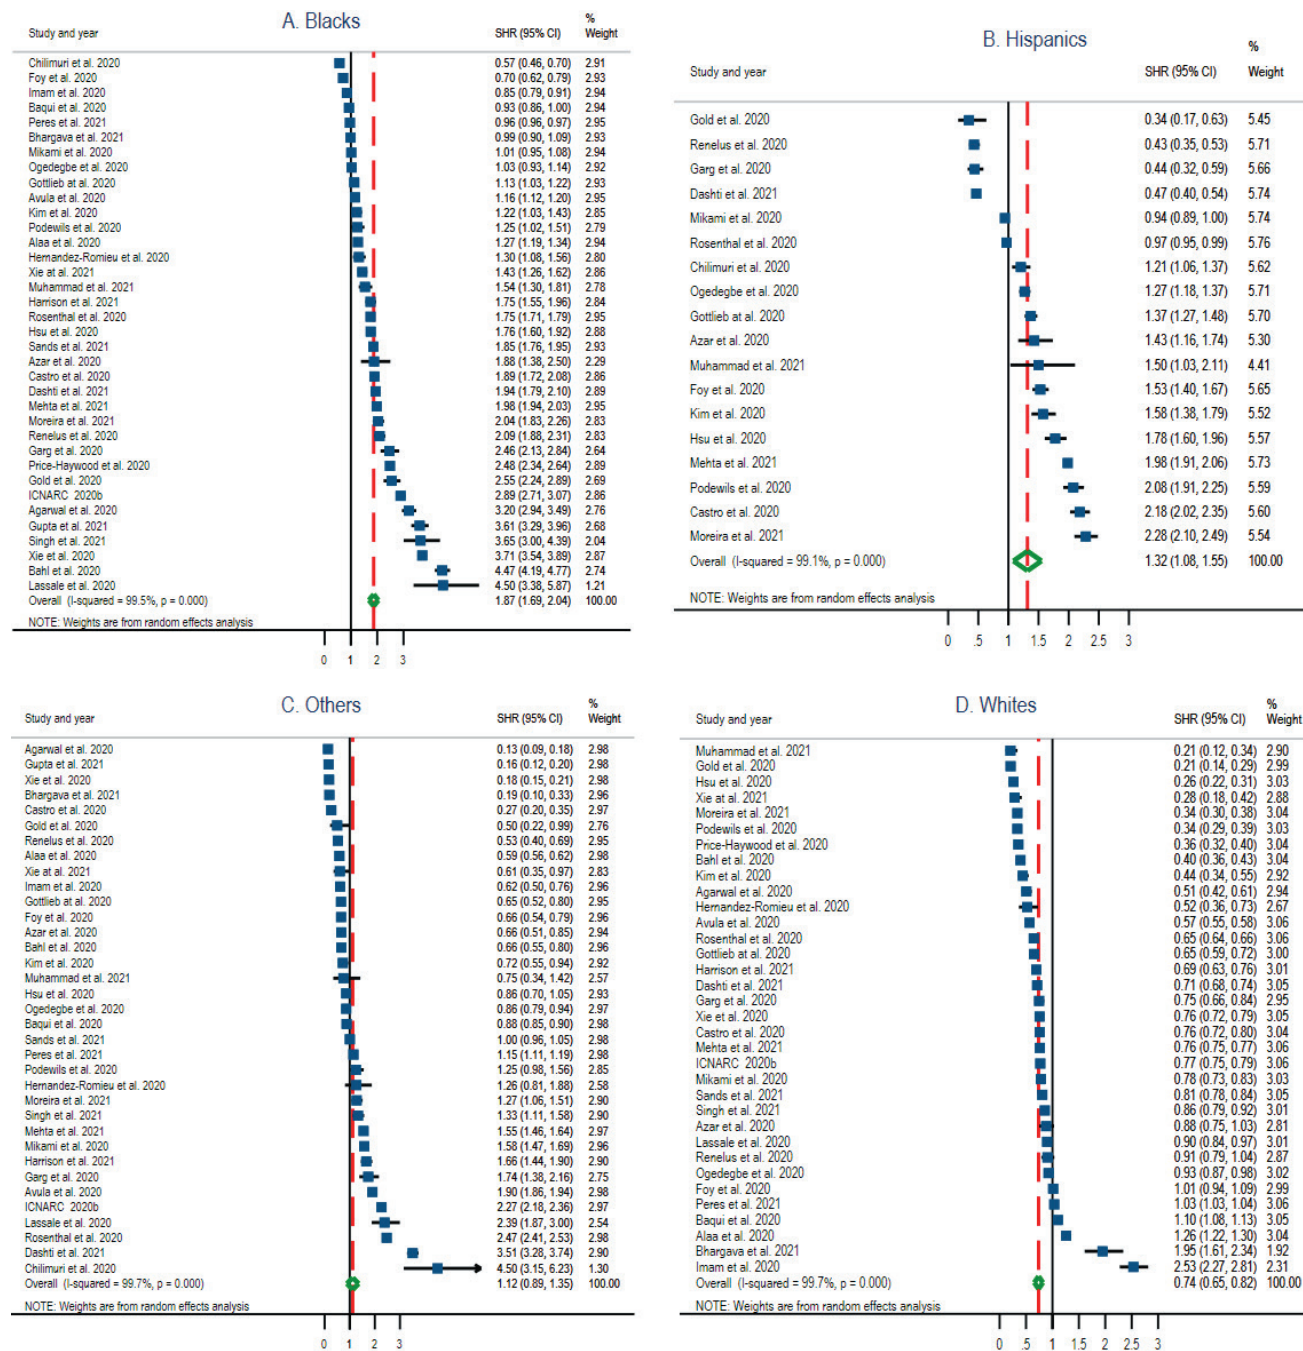 A. Blacks
Study and year SHR (95% CI) % Weight
Chilimuri et al. 2020 0.57 (0.46, 0.70) 2.91
Foy et al. 2020 0.70 (0.62, 0.79) 2.93
Imam et al. 2020 0.85 (0.79, 0.91) 2.94
Baqui et al. 2020 0.93 (0.86, 1.00) 2.94
Peres et al. 2021 0.96 (0.96, 0.97) 2.95
Bhargava et al. 2021 0.99 (0.90, 1.09) 2.93
Mikami et al. 2020 1.01 (0.95, 1.08) 2.94
Ogedegbe et al. 2020 1.03 (0.93, 1.14) 2.92
Gottlieb at al. 2020 1.13 (1.03, 1.22) 2.93
Avula et al. 2020 1.16 (1.12, 1.20) 2.95
Kim et al. 2020 1.22 (1.03, 1.43) 2.85
Podewils et al. 2020 1.25 (1.02, 1.51) 2.79
Alaa et al. 2020 1.27 (1.19, 1.34) 2.94
Hernandez-Romieu et al. 2020 1.30 (1.08, 1.56) 2.80
Xie at al. 2021 1.43 (1.26, 1.62) 2.86
Muhammad et al. 2021 1.54 (1.30, 1.81) 2.78
Harrison et al. 2021 1.75 (1.55, 1.96) 2.84
Rosenthal et al. 2020 1.75 (1.71, 1.79) 2.95
Hsu et al. 2020 1.76 (1.60, 1.92) 2.88
Sands et al. 2021 1.85 (1.76, 1.95) 2.93
Azar et al. 2020 1.88 (1.38, 2.50) 2.29
Castro et al. 2020 1.89 (1.72, 2.08) 2.86
Dashti et al. 2021 1.94 (1.79, 2.10) 2.89
Mehta et al. 2021 1.98 (1.94, 2.03) 2.95
Moreira et al. 2021 2.04 (1.83, 2.26) 2.83
Renelus et al. 2020 2.09 (1.88, 2.31) 2.83
Garg et al. 2020 2.46 (2.13, 2.84) 2.64
Price-Haywood et al. 2020 2.48 (2.34, 2.64) 2.89
Gold et al. 2020 2.55 (2.24, 2.89) 2.69
ICNARC 2020b 2.89 (2.71, 3.07) 2.86
Agarwal et al. 2020 3.20 (2.94, 3.49) 2.76
Gupta et al. 2021 3.61 (3.29, 3.96) 2.68
Singh et al. 2021 3.65 (3.00, 4.39) 2.04
Xie et al. 2020 3.71 (3.54, 3.89) 2.87
Bahl et al. 2020 4.47 (4.19, 4.77) 2.74
Lassale et al. 2020 4.50 (3.38, 5.87) 1.21
Overall (I-squared = 99.5%, p = 0.000) 1.87 (1.69, 2.04) 100.00
NOTE: Weights are from random effects analysis
0 1 2 3
B. Hispanics
Study and year SHR (95% CI) % Weight
Gold et al. 2020 0.34 (0.17, 0.63) 5.45
Renelus et al. 2020 0.43 (0.35, 0.53) 5.71
Garg et al. 2020 0.44 (0.32, 0.59) 5.66
Dashti et al. 2021 0.47 (0.40, 0.54) 5.74
Mikami et al. 2020 0.94 (0.89, 1.00) 5.74
Rosenthal et al. 2020 0.97 (0.95, 0.99) 5.76
Chilimuri et al. 2020 1.21 (1.06, 1.37) 5.62
Ogedegbe et al. 2020 1.27 (1.18, 1.37) 5.71
Gottlieb at al. 2020 1.37 (1.27, 1.48) 5.70
Azar et al. 2020 1.43 (1.16, 1.74) 5.30
Muhammad et al. 2021 1.50 (1.03, 2.11) 4.41
Foy et al. 2020 1.53 (1.40, 1.67) 5.65
Kim et al. 2020 1.58 (1.38, 1.79) 5.52
Hsu et al. 2020 1.78 (1.60, 1.96) 5.57
Mehta et al. 2021 1.98 (1.91, 2.06) 5.73
Podewils et al. 2020 2.08 (1.91, 2.25) 5.59
Castro et al. 2020 2.18 (2.02, 2.35) 5.60
Moreira et al. 2021 2.28 (2.10, 2.49) 5.54
Overall (I-squared = 99.1%, p = 0.000) 1.32 (1.08, 1.55) 100.00
NOTE: Weights are from random effects analysis
0 .5 1 1.5 2 2.5 3
C. Others
Study and year SHR (95% CI) % Weight
Agarwal et al. 2020 0.13 (0.09, 0.18) 2.98
Gupta et al. 2021 0.16 (0.12, 0.20) 2.98
Xie et al. 2020 0.18 (0.15, 0.21) 2.98
Bhargava et al. 2021 0.19 (0.10, 0.33) 2.96
Castro et al. 2020 0.27 (0.20, 0.35) 2.97
Gold et al. 2020 0.50 (0.22, 0.99) 2.76
Renelus et al. 2020 0.53 (0.40, 0.69) 2.95
Alaa et al. 2020 0.59 (0.56, 0.62) 2.98
Xie at al. 2021 0.61 (0.35, 0.97) 2.83
Imam et al. 2020 0.62 (0.50, 0.76) 2.96
Gottlieb at al. 2020 0.65 (0.52, 0.80) 2.95
Foy et al. 2020 0.66 (0.54, 0.79) 2.96
Azar et al. 2020 0.66 (0.51, 0.85) 2.94
Bahl et al. 2020 0.66 (0.55, 0.80) 2.96
Kim et al. 2020 0.72 (0.55, 0.94) 2.92
Muhammad et al. 2021 0.75 (0.34, 1.42) 2.57
Hsu et al. 2020 0.86 (0.70, 1.05) 2.93
Ogedegbe et al. 2020 0.86 (0.79, 0.94) 2.97
Baqui et al. 2020 0.88 (0.85, 0.90) 2.98
Sands et al. 2021 1.00 (0.96, 1.05) 2.98
Peres et al. 2021 1.15 (1.11, 1.19) 2.98
Podewils et al. 2020 1.25 (0.98, 1.56) 2.85
Hernandez-Romieu et al. 2020 1.26 (0.81, 1.88) 2.58
Moreira et al. 2021 1.27 (1.06, 1.51) 2.90
Singh et al. 2021 1.33 (1.11, 1.58) 2.90
Mehta et al. 2021 1.55 (1.46, 1.64) 2.97
Mikami et al. 2020 1.58 (1.47, 1.69) 2.96
Harrison et al. 2021 1.66 (1.44, 1.90) 2.90
Garg et al. 2020 1.74 (1.38, 2.16) 2.75
Avula et al. 2020 1.90 (1.86, 1.94) 2.98
ICNARC 2020b 2.27 (2.18, 2.36) 2.97
Lassale et al. 2020 2.39 (1.87, 3.00) 2.54
Rosenthal et al. 2020 2.47 (2.41, 2.53) 2.98
Dashti et al. 2021 3.51 (3.28, 3.74) 2.90
Chilimuri et al. 2020 4.50 (3.15, 6.23) 1.30
Overall (I-squared = 99.7%, p = 0.000) 1.12 (0.89, 1.35) 100.00
NOTE: Weights are from random effects analysis
0 1 2 3
D. Whites
Study and year SHR (95% CI) % Weight
Muhammad et al. 2021 0.21 (0.12, 0.34) 2.90
Gold et al. 2020 0.21 (0.14, 0.29) 2.99
Hsu et al. 2020 0.26 (0.22, 0.31) 3.03
Xie at al. 2021 0.28 (0.18, 0.42) 2.88
Moreira et al. 2021 0.34 (0.30, 0.38) 3.04
Podewils et al. 2020 0.34 (0.29, 0.39) 3.03
Price-Haywood et al. 2020 0.36 (0.32, 0.40) 3.04
Bahl et al. 2020 0.40 (0.36, 0.43) 3.04
Kim et al. 2020 0.44 (0.34, 0.55) 2.92
Agarwal et al. 2020 0.51 (0.42, 0.61) 2.94
Hernandez-Romieu et al. 2020 0.52 (0.36, 0.73) 2.67
Avula et al. 2020 0.57 (0.55, 0.58) 3.06
Rosenthal et al. 2020 0.65 (0.64, 0.66) 3.06
Gottlieb at al. 2020 0.65 (0.59, 0.72) 3.00
Harrison et al. 2021 0.69 (0.63, 0.76) 3.01
Dashti et al. 2021 0.71 (0.68, 0.74) 3.05
Garg et al. 2020 0.75 (0.66, 0.84) 2.95
Xie et al. 2020 0.76 (0.72, 0.79) 3.05
Castro et al. 2020 0.76 (0.72, 0.80) 3.04
Mehta et al. 2021 0.76 (0.75, 0.77) 3.06
ICNARC 2020b 0.77 (0.75, 0.79) 3.06
Mikami et al. 2020 0.78 (0.73, 0.83) 3.03
Sands et al. 2021 0.81 (0.78, 0.84) 3.05
Singh et al. 2021 0.86 (0.79, 0.92) 3.01
Azar et al. 2020 0.88 (0.75, 1.03) 2.81
Lassale et al. 2020 0.90 (0.84, 0.97) 3.01
Renelus et al. 2020 0.91 (0.79, 1.04) 2.87
Ogedegbe et al. 2020 0.93 (0.87, 0.98) 3.02
Foy et al. 2020 1.01 (0.94, 1.09) 2.99
Peres et al. 2021 1.03 (1.03, 1.04) 3.06
Baqui et al. 2020 1.10 (1.08, 1.13) 3.05
Alaa et al. 2020 1.26 (1.22, 1.30) 3.04
Bhargava et al. 2021 1.95 (1.61, 2.34) 1.92
Imam et al. 2020 2.53 (2.27, 2.81) 2.31
Overall (I-squared = 99.7%, p = 0.000) 0.74 (0.65, 0.82) 100.00
NOTE: Weights are from random effects analysis
0 .5 1 1.5 2 2.5 3